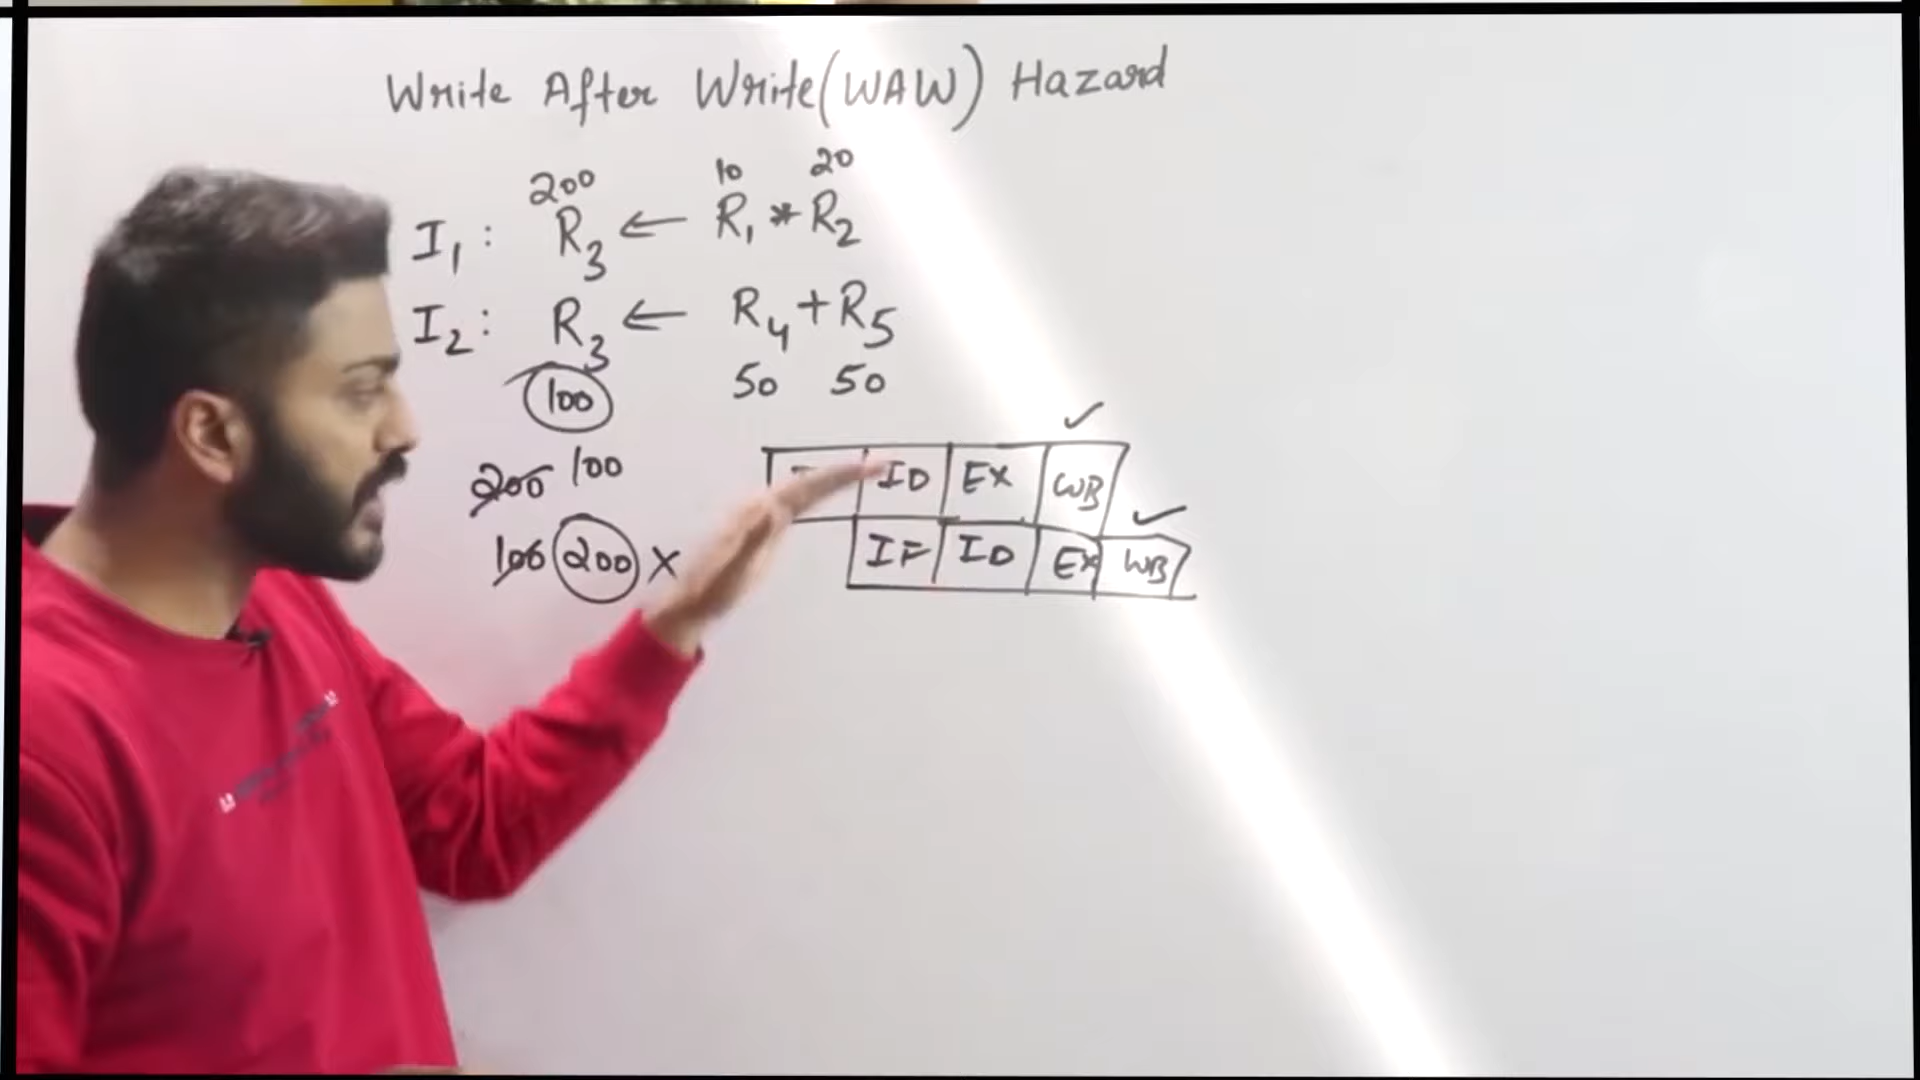 Write After Write (WAW) Hazard
200 10 20
I1 : R3 ← R1 * R2
I2 : R3 ← R4 + R5
100 50 50
200 100
100 200 X
ID EX WB
IF ID EX WB